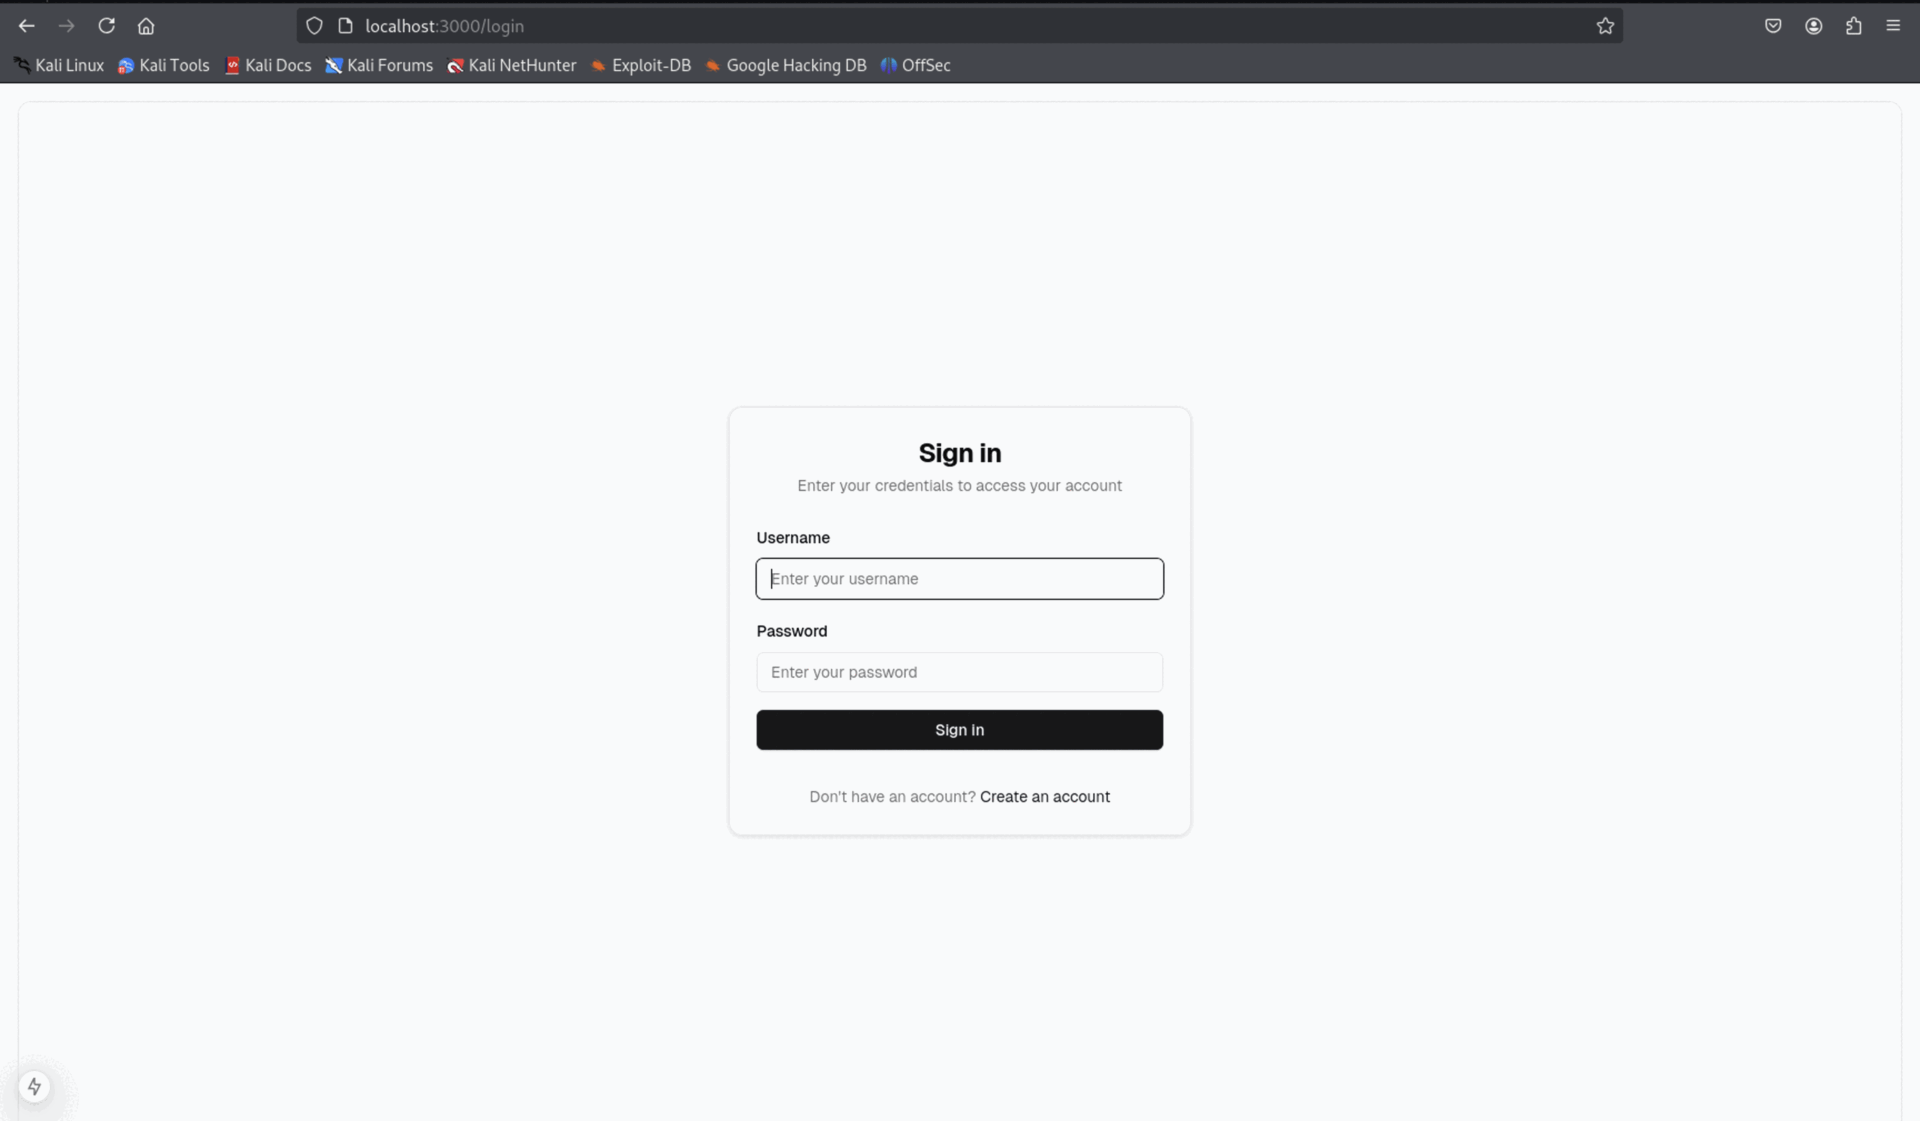 localhost:3000/login
Kali Linux Kali Tools Kali Docs Kali Forums Kali NetHunter Exploit-DB Google Hacking DB OffSec
Sign in
Enter your credentials to access your account
Username
Enter your username
Password
Enter your password
Sign in
Don't have an account? Create an account